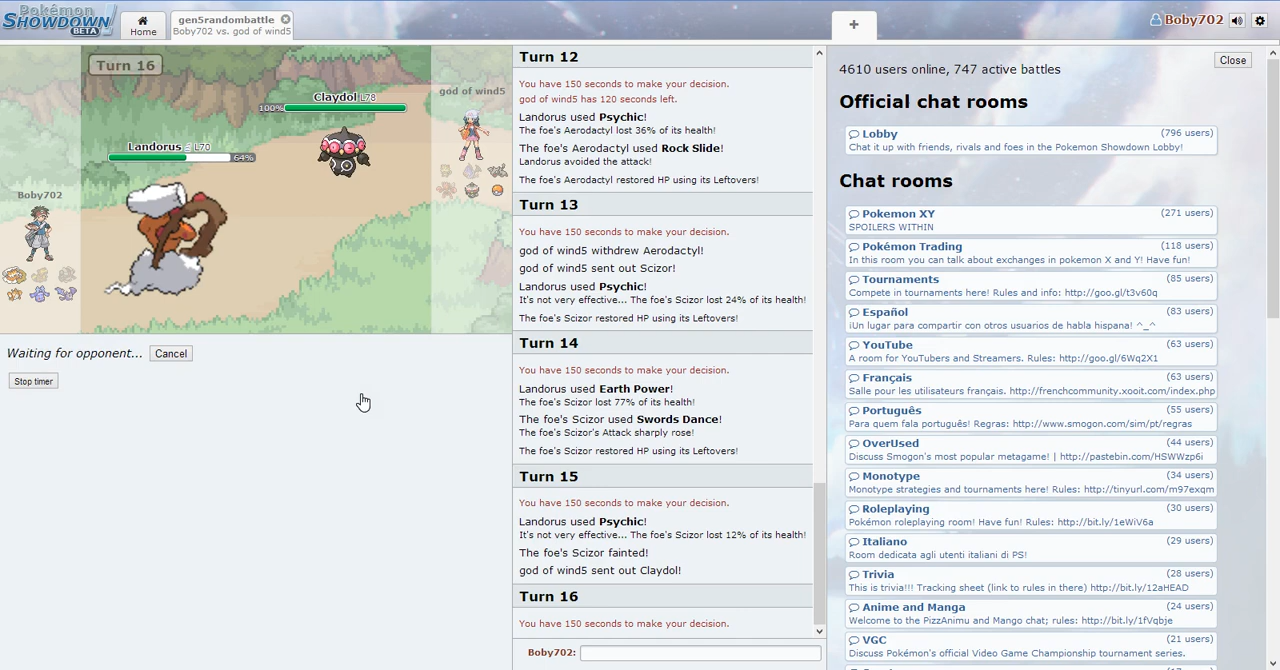 Pokémon
SHOWDOWN!
BETA
Home
gen5randombattle
Boby702 vs. god of wind5
+
Boby702
Turn 16
Claydol L78
100%
Landorus L70
64%
Boby702
god of wind5
Waiting for opponent... Cancel
Stop timer
Turn 12
You have 150 seconds to make your decision.
god of wind5 has 120 seconds left.
Landorus used Psychic!
The foe's Aerodactyl lost 36% of its health!
The foe's Aerodactyl used Rock Slide!
Landorus avoided the attack!
The foe's Aerodactyl restored HP using its Leftovers!
Turn 13
You have 150 seconds to make your decision.
god of wind5 withdrew Aerodactyl!
god of wind5 sent out Scizor!
Landorus used Psychic!
It's not very effective... The foe's Scizor lost 24% of its health!
The foe's Scizor restored HP using its Leftovers!
Turn 14
You have 150 seconds to make your decision.
Landorus used Earth Power!
The foe's Scizor lost 77% of its health!
The foe's Scizor used Swords Dance!
The foe's Scizor's Attack sharply rose!
The foe's Scizor restored HP using its Leftovers!
Turn 15
You have 150 seconds to make your decision.
Landorus used Psychic!
It's not very effective... The foe's Scizor lost 12% of its health!
The foe's Scizor fainted!
god of wind5 sent out Claydol!
Turn 16
You have 150 seconds to make your decision.
Boby702:
Close
4610 users online, 747 active battles
Official chat rooms
Lobby (796 users)
Chat it up with friends, rivals and foes in the Pokemon Showdown Lobby!
Chat rooms
Pokemon XY (271 users)
SPOILERS WITHIN
Pokémon Trading (118 users)
In this room you can talk about exchanges in pokemon X and Y! Have fun!
Tournaments (85 users)
Compete in tournaments here! Rules and info: http://goo.gl/t3v60q
Español (83 users)
¡Un lugar para compartir con otros usuarios de habla hispana! ^_^
YouTube (63 users)
A room for YouTubers and Streamers. Rules: http://goo.gl/6Wq2X1
Français (63 users)
Salle pour les utilisateurs français. http://frenchcommunity.xooit.com/index.php
Português (55 users)
Para quem fala português! Regras: http://www.smogon.com/sim/pt/regras
OverUsed (44 users)
Discuss Smogon's most popular metagame! | http://pastebin.com/HSWWzp6i
Monotype (34 users)
Monotype strategies and tournaments here! Rules: http://tinyurl.com/m97exqm
Roleplaying (30 users)
Pokémon roleplaying room! Have fun! Rules: http://bit.ly/1eWiV6a
Italiano (29 users)
Room dedicata agli utenti italiani di PS!
Trivia (28 users)
This is trivia!!! Tracking sheet (link to rules in there) http://bit.ly/12aHEAD
Anime and Manga (24 users)
Welcome to the PizzAnimu and Mango chat; rules: http://bit.ly/1fVqbje
VGC (21 users)
Discuss Pokémon's official Video Game Championship tournament series.